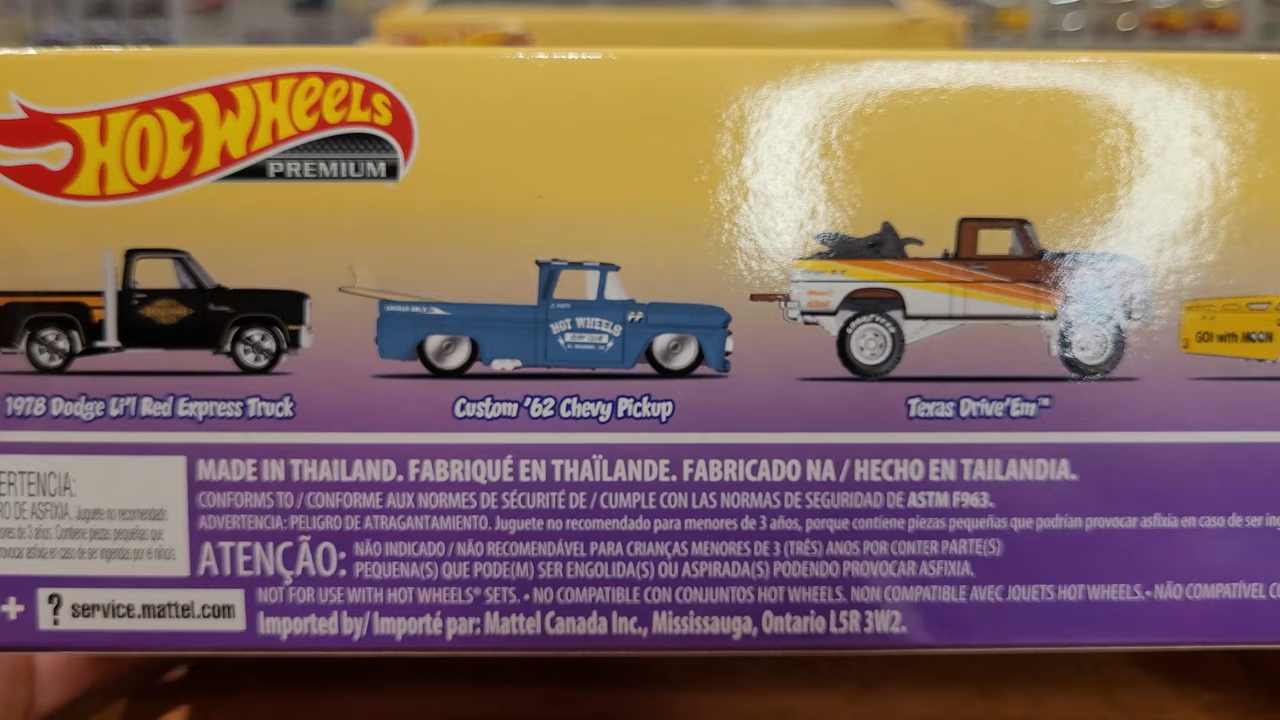 HOT WHEELS
PREMIUM
HOT WHEELS
SURF CLUB
GO! with MOON
1978 Dodge Li'l Red Express Truck
Custom '62 Chevy Pickup
Texas Drive'Em™
MADE IN THAILAND. FABRIQUÉ EN THAÏLANDE. FABRICADO NA / HECHO EN TAILANDIA.
CONFORMS TO / CONFORME AUX NORMES DE SÉCURITÉ DE / CUMPLE CON LAS NORMAS DE SEGURIDAD DE ASTM F963.
ADVERTENCIA: PELIGRO DE ATRAGANTAMIENTO. Juguete no recomendado para menores de 3 años, porque contiene piezas pequeñas que podrían provocar asfixia en caso de ser in
ERTENCIA:
RO DE ASFIXIA. Juguete no recomendado
ores de 3 años. Contiene piezas pequeñas que
rovocar asfixia en caso de ser ingeridas por el niño/a.
ATENÇÃO: NÃO INDICADO / NÃO RECOMENDÁVEL PARA CRIANÇAS MENORES DE 3 (TRÊS) ANOS POR CONTER PARTE(S)
PEQUENA(S) QUE PODE(M) SER ENGOLIDA(S) OU ASPIRADA(S) PODENDO PROVOCAR ASFIXIA.
+ ? service.mattel.com
NOT FOR USE WITH HOT WHEELS® SETS. • NO COMPATIBLE CON CONJUNTOS HOT WHEELS. NON COMPATIBLE AVEC JOUETS HOT WHEELS. • NÃO COMPATÍVEL CO
Imported by/ Importé par: Mattel Canada Inc., Mississauga, Ontario L5R 3W2.